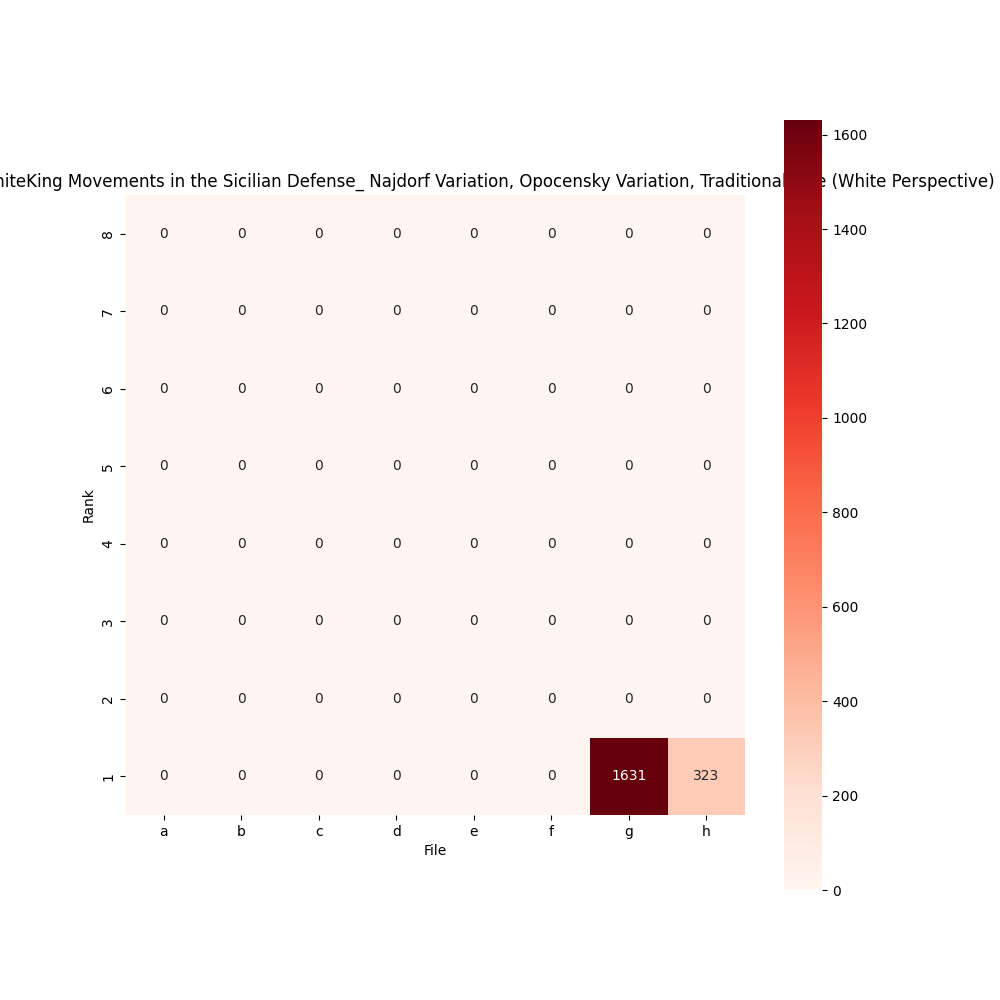 Movements in the Sicilian Defense_ Najdorf Variation, Opocensky Variation, Traditional (White Perspective)
8 0 0 0 0 0 0 0 0
7 0 0 0 0 0 0 0 0
6 0 0 0 0 0 0 0 0
5 0 0 0 0 0 0 0 0
4 0 0 0 0 0 0 0 0
3 0 0 0 0 0 0 0 0
2 0 0 0 0 0 0 0 0
1 0 0 0 0 0 0 1631 323
Rank
a b c d e f g h
File
1600
1400
1200
1000
800
600
400
200
0